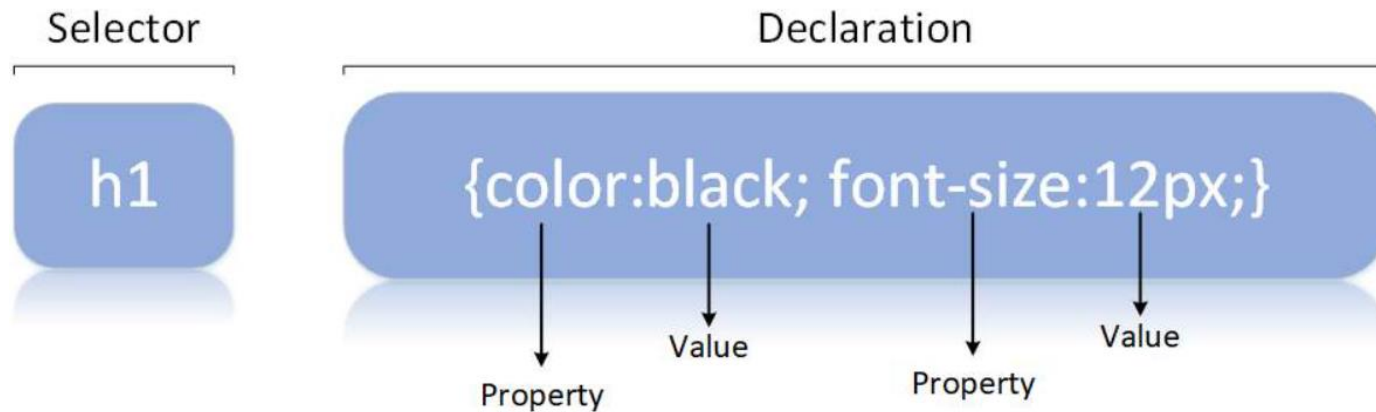 Selector Declaration
h1 {color:black; font-size:12px;}
Value Value
Property Property